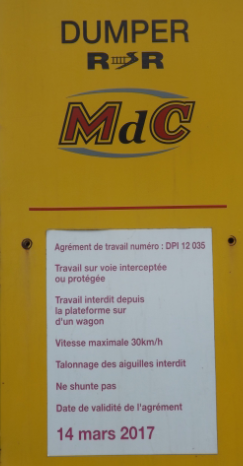 DUMPER
R R
MdC
Agrément de travail numéro : DPI 12 035
Travail sur voie interceptée
ou protégée
Travail interdit depuis
la plateforme sur
d'un wagon
Vitesse maximale 30km/h
Talonnage des aiguilles interdit
Ne shunte pas
Date de validité de l'agrément
14 mars 2017